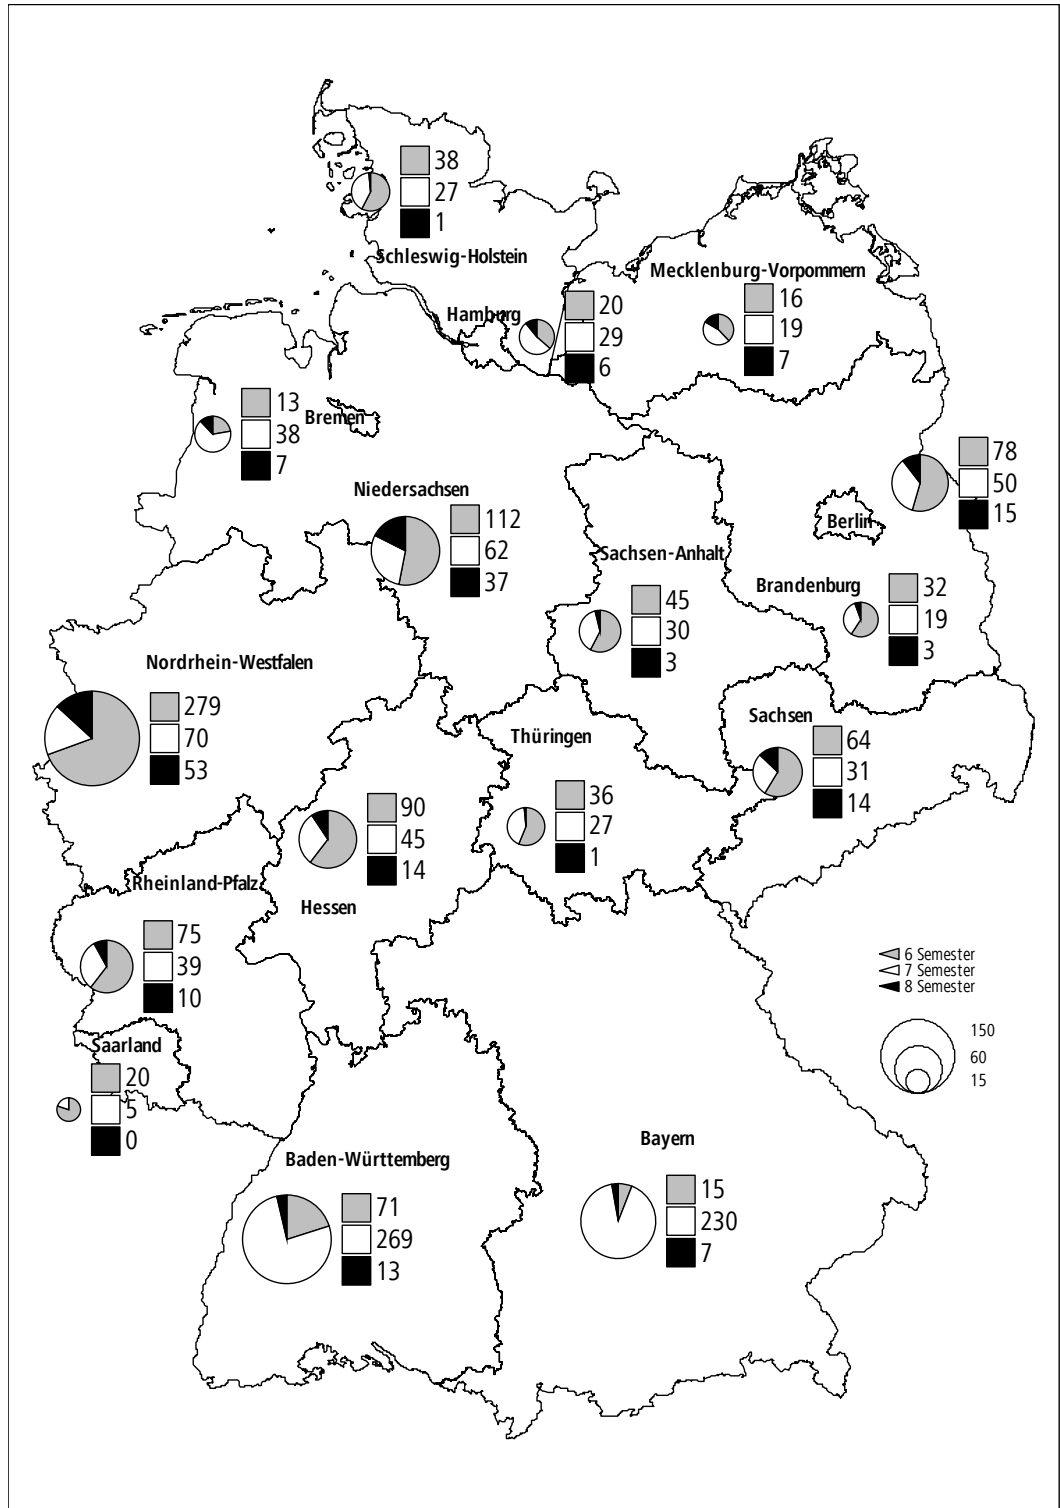 38
27
1
Schleswig-Holstein
Mecklenburg-Vorpommern
16
19
7
Hamburg
20
29
6
13
38
7
Bremen
78
50
15
Berlin
Niedersachsen
112
62
37
Sachsen-Anhalt
45
30
3
Brandenburg
32
19
3
Nordrhein-Westfalen
279
70
53
Sachsen
64
31
14
Thüringen
36
27
1
90
45
14
Hessen
Rheinland-Pfalz
75
39
10
6 Semester
7 Semester
8 Semester
150
60
15
Saarland
20
5
0
Baden-Württemberg
71
269
13
Bayern
15
230
7